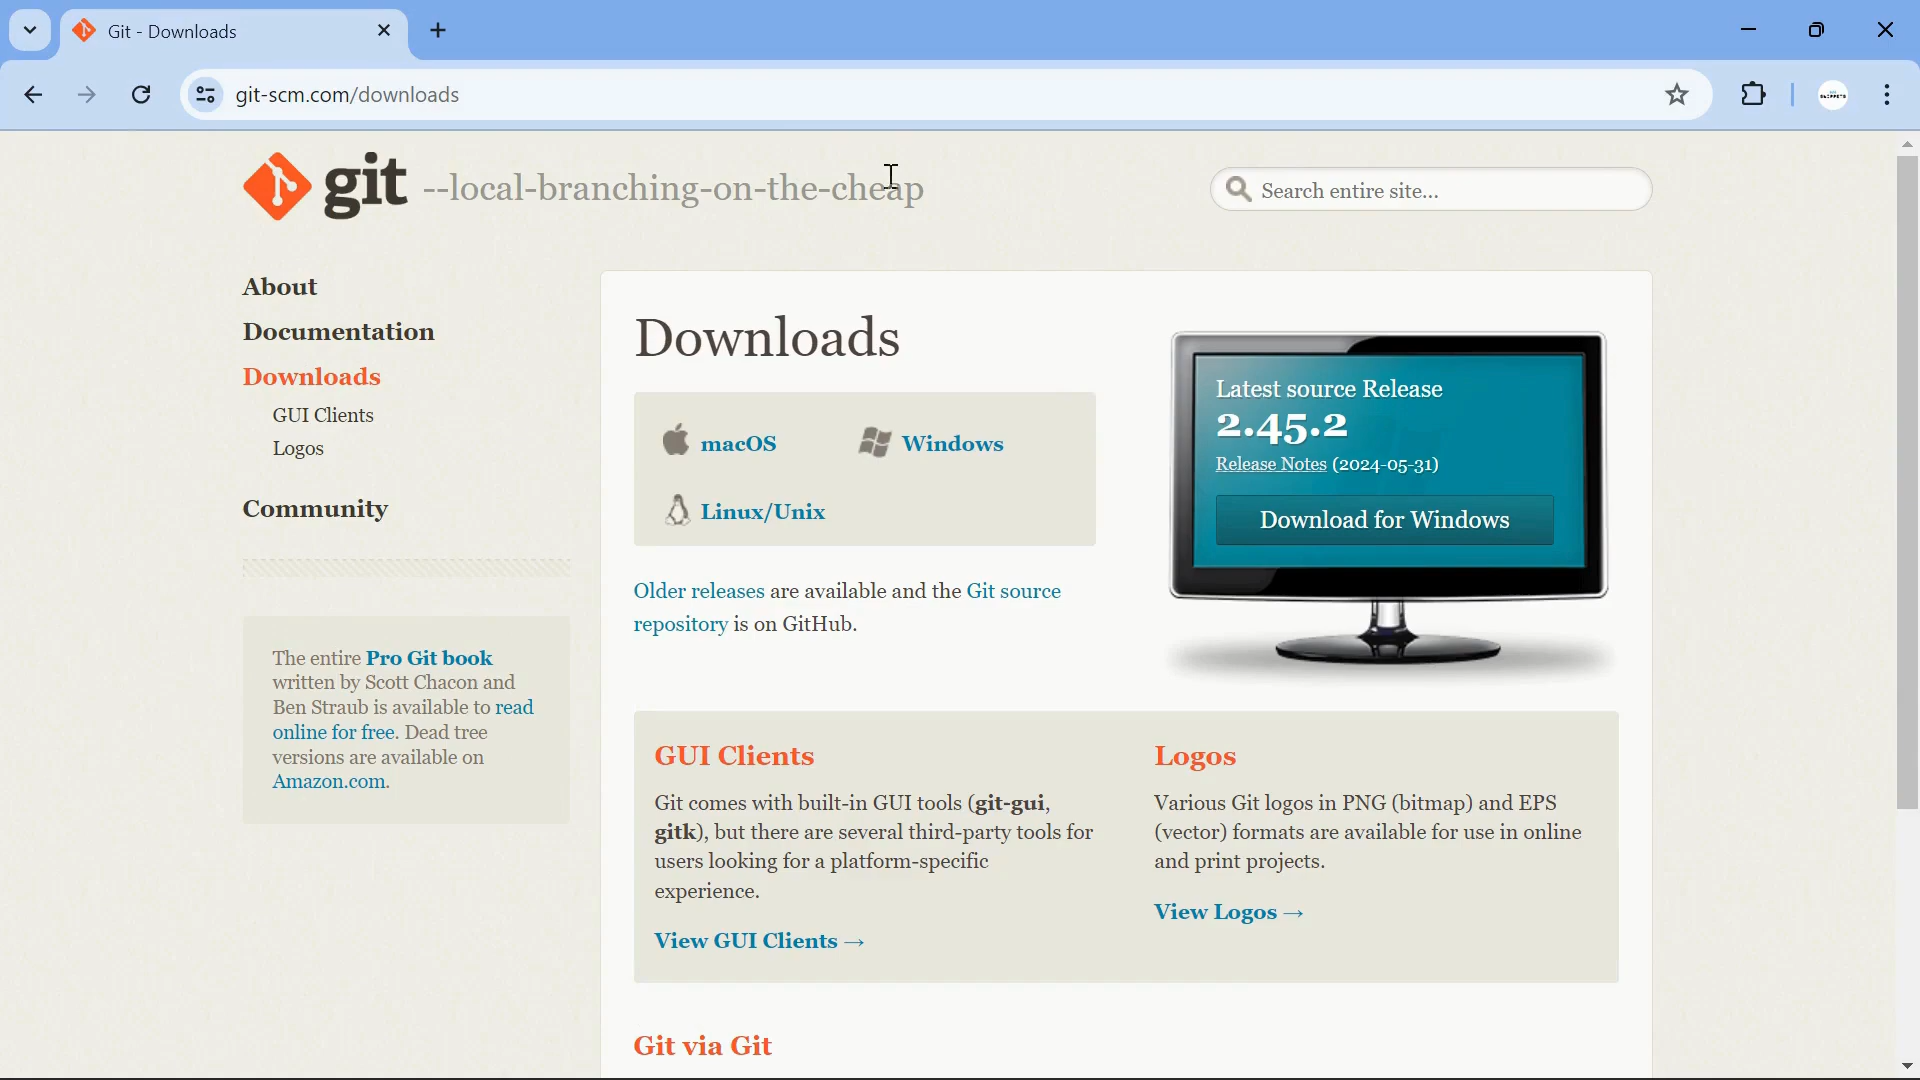 Git - Downloads
git-scm.com/downloads
git --local-branching-on-the-cheap
Search entire site...
About
Documentation
Downloads
GUI Clients
Logos
Community
The entire Pro Git book
written by Scott Chacon and
Ben Straub is available to read
online for free. Dead tree
versions are available on
Amazon.com.
Downloads
macOS
Windows
Linux/Unix
Older releases are available and the Git source
repository is on GitHub.
Latest source Release
2.45.2
Release Notes (2024-05-31)
Download for Windows
GUI Clients
Git comes with built-in GUI tools (git-gui,
gitk), but there are several third-party tools for
users looking for a platform-specific
experience.
View GUI Clients →
Logos
Various Git logos in PNG (bitmap) and EPS
(vector) formats are available for use in online
and print projects.
View Logos →
Git via Git